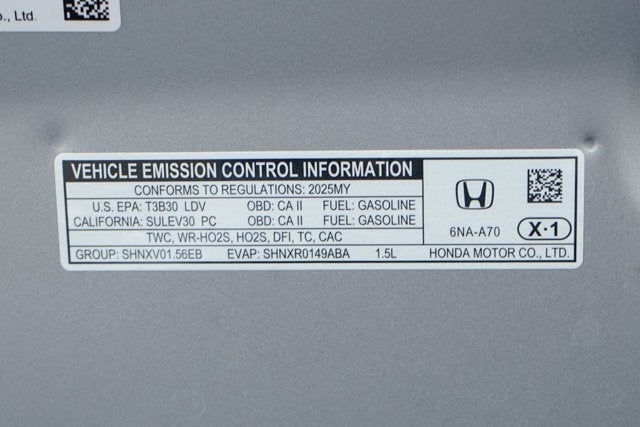 o., Ltd.
VEHICLE EMISSION CONTROL INFORMATION
CONFORMS TO REGULATIONS: 2025MY
U.S. EPA: T3B30 LDV OBD: CA II FUEL: GASOLINE
CALIFORNIA: SULEV30 PC OBD: CA II FUEL: GASOLINE
TWC, WR-HO2S, HO2S, DFI, TC, CAC
GROUP: SHNXV01.56EB EVAP: SHNXR0149ABA 1.5L
6NA-A70 X·1
HONDA MOTOR CO., LTD.